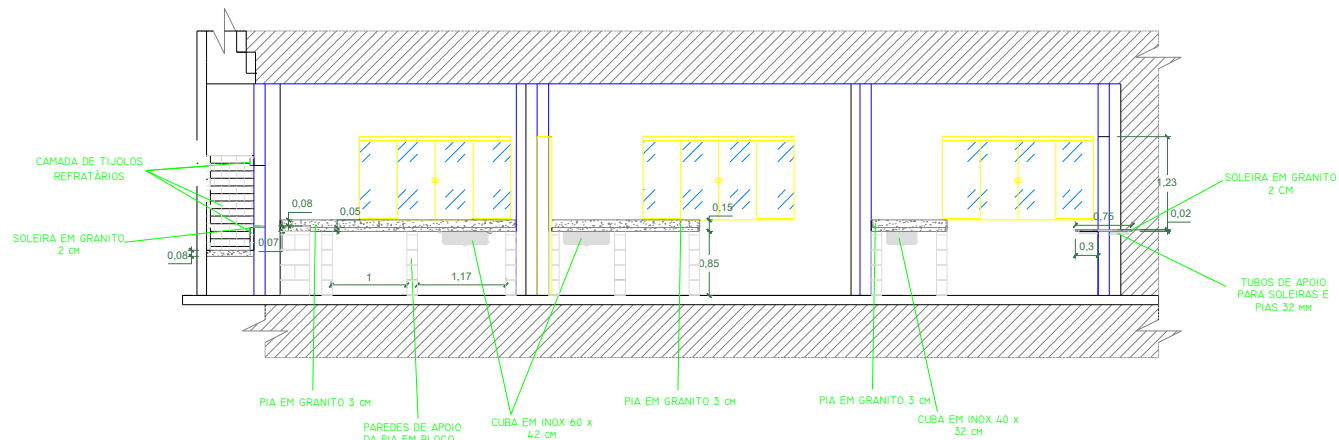 CAMADA DE TIJOLOS
REFRATÁRIOS
SOLEIRA EM GRANITO
2 CM
0,08
0,07
0,08
0,05
1
1,17
0,15
0,85
1,23
0,75
0,02
0,3
SOLEIRA EM GRANITO
2 CM
TUBOS DE APOIO
PARA SOLEIRAS E
PIAS 32 MM
PIA EM GRANITO 3 CM
PAREDES DE APOIO
DA PIA EM BLOCO
CUBA EM INOX 60 X
42 CM
PIA EM GRANITO 3 CM
PIA EM GRANITO 3 CM
CUBA EM INOX 40 X
32 CM